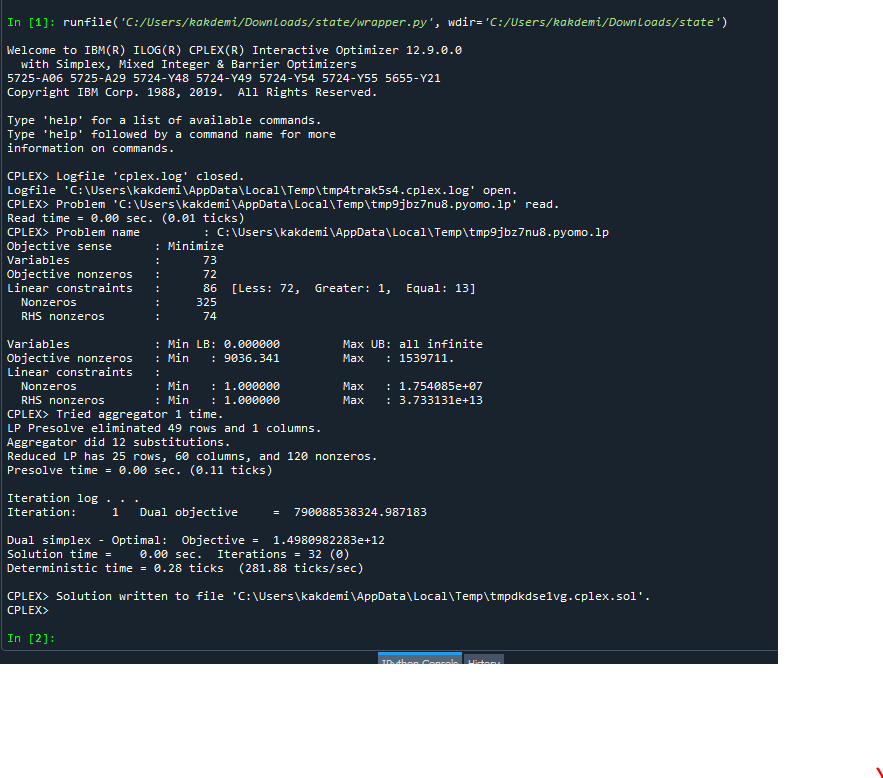 In [1]: runfile('C:/Users/kakdemi/Downloads/state/wrapper.py', wdir='C:/Users/kakdemi/Downloads/state')
Welcome to IBM(R) ILOG(R) CPLEX(R) Interactive Optimizer 12.9.0.0
with Simplex, Mixed Integer & Barrier Optimizers
5725-A06 5725-A29 5724-Y48 5724-Y49 5724-Y54 5724-Y55 5655-Y21
Copyright IBM Corp. 1988, 2019.  All Rights Reserved.
Type 'help' for a list of available commands.
Type 'help' followed by a command name for more
information on commands.
CPLEX> Logfile 'cplex.log' closed.
Logfile 'C:\Users\kakdemi\AppData\Local\Temp\tmp4trak5s4.cplex.log' open.
CPLEX> Problem 'C:\Users\kakdemi\AppData\Local\Temp\tmp9jbz7nu8.pyomo.lp' read.
Read time = 0.00 sec. (0.01 ticks)
CPLEX> Problem name         : C:\Users\kakdemi\AppData\Local\Temp\tmp9jbz7nu8.pyomo.lp
Objective sense      : Minimize
Variables            :      73
Objective nonzeros   :      72
Linear constraints   :      86  [Less: 72,  Greater: 1,  Equal: 13]
Nonzeros           :     325
RHS nonzeros       :      74
Variables            : Min LB: 0.000000         Max UB: all infinite
Objective nonzeros   : Min   : 9036.341         Max   : 1539711.
Linear constraints   :
Nonzeros           : Min   : 1.000000         Max   : 1.754085e+07
RHS nonzeros       : Min   : 1.000000         Max   : 3.733131e+13
CPLEX> Tried aggregator 1 time.
LP Presolve eliminated 49 rows and 1 columns.
Aggregator did 12 substitutions.
Reduced LP has 25 rows, 60 columns, and 120 nonzeros.
Presolve time = 0.00 sec. (0.11 ticks)
Iteration log . . .
Iteration:     1   Dual objective     =  790088538324.987183
Dual simplex - Optimal:  Objective =  1.4980982283e+12
Solution time =    0.00 sec.  Iterations = 32 (0)
Deterministic time = 0.28 ticks  (281.88 ticks/sec)
CPLEX> Solution written to file 'C:\Users\kakdemi\AppData\Local\Temp\tmpdkdse1vg.cplex.sol'.
CPLEX>
In [2]:
IPython Console History